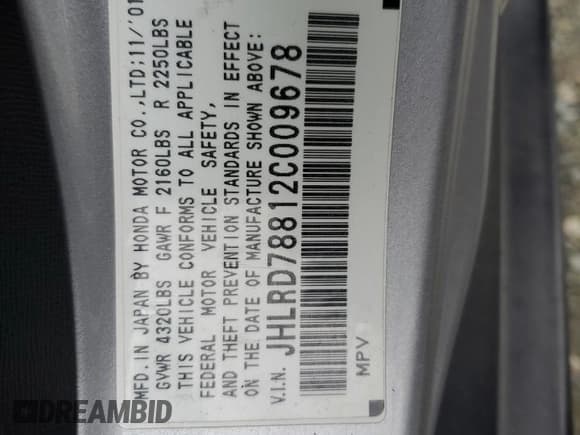 MFD. IN JAPAN BY HONDA MOTOR CO.,LTD;11/'01
GVWR 4320LBS GAWR F 2160LBS R 2250LBS
THIS VEHICLE CONFORMS TO ALL APPLICABLE
FEDERAL MOTOR VEHICLE SAFETY,
AND THEFT PREVENTION STANDARDS IN EFFECT
ON THE DATE OF MANUFACTURE SHOWN ABOVE:
V.I.N. JHLRD78812C009678
MPV
DREAMBID